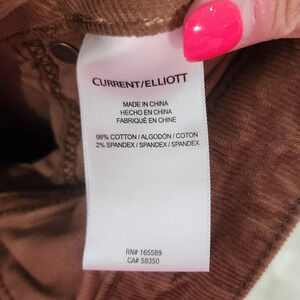 CURRENT/ELLIOTT
MADE IN CHINA
HECHO EN CHINA
FABRIQUÉ EN CHINE
98% COTTON / ALGODÓN / COTON
2% SPANDEX / SPANDEX / SPANDEX
RN# 165589
CA# 58350